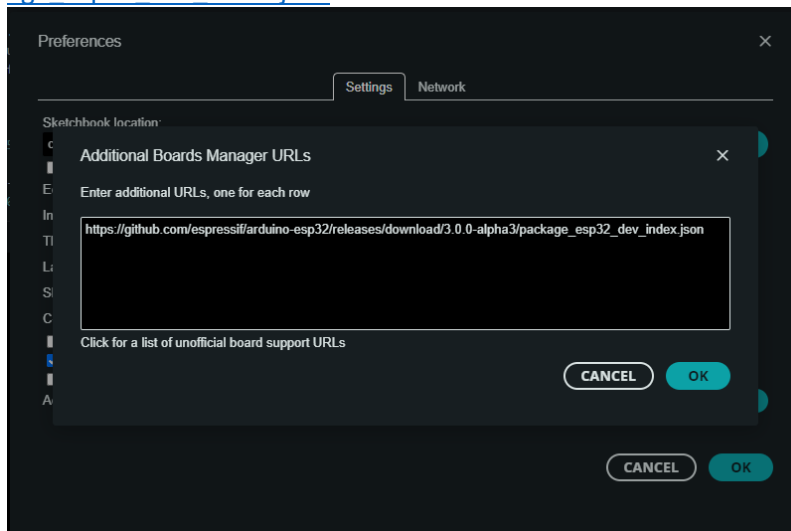 Preferences
Settings
Network
Sketchbook location:
Additional Boards Manager URLs
Enter additional URLs, one for each row
https://github.com/espressif/arduino-esp32/releases/download/3.0.0-alpha3/package_esp32_dev_index.json
Click for a list of unofficial board support URLs
CANCEL
OK
CANCEL
OK